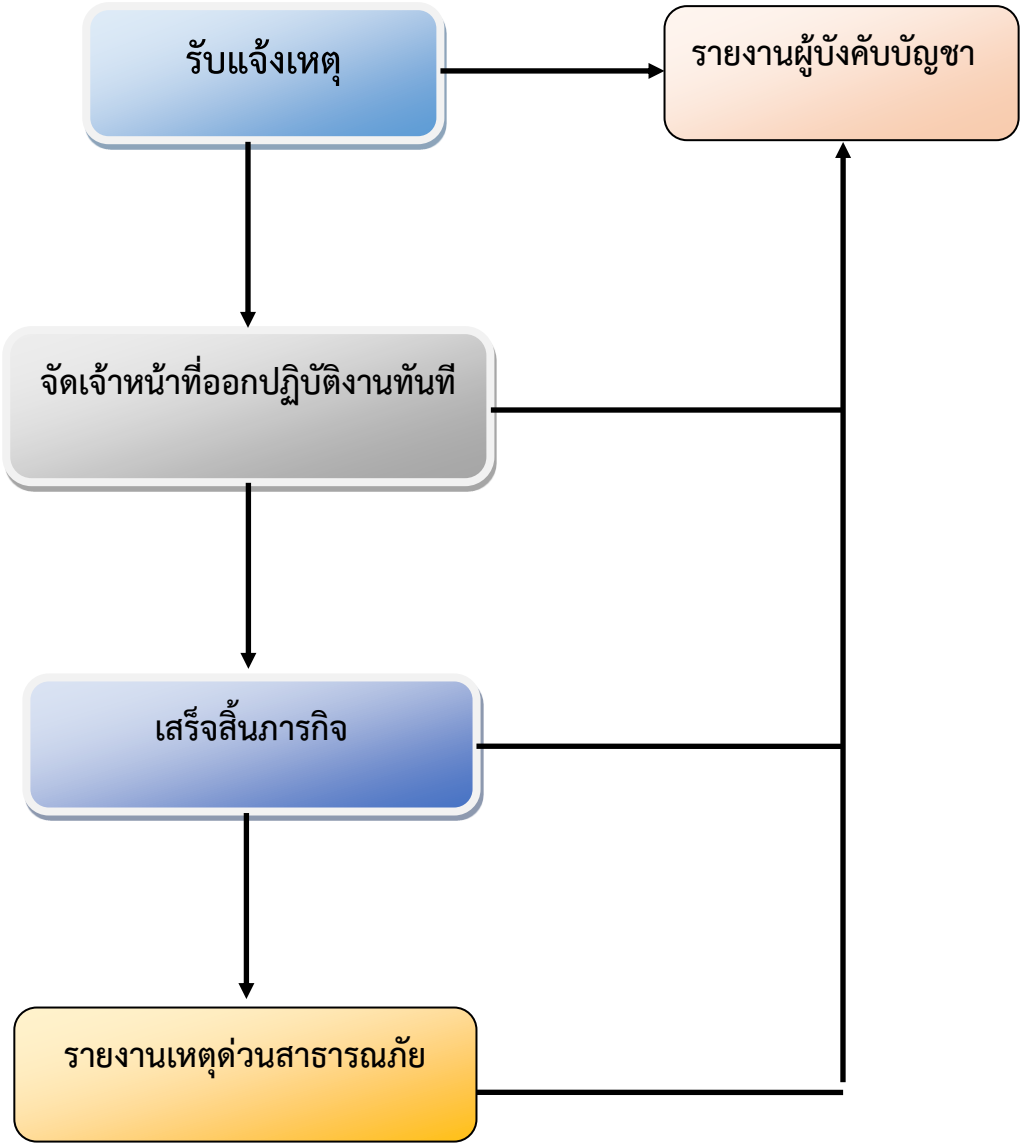 รับแจ้งเหตุ
รายงานผู้บังคับบัญชา
จัดเจ้าหน้าที่ออกปฏิบัติงานทันที
เสร็จสิ้นภารกิจ
รายงานเหตุด่วนสาธารณภัย